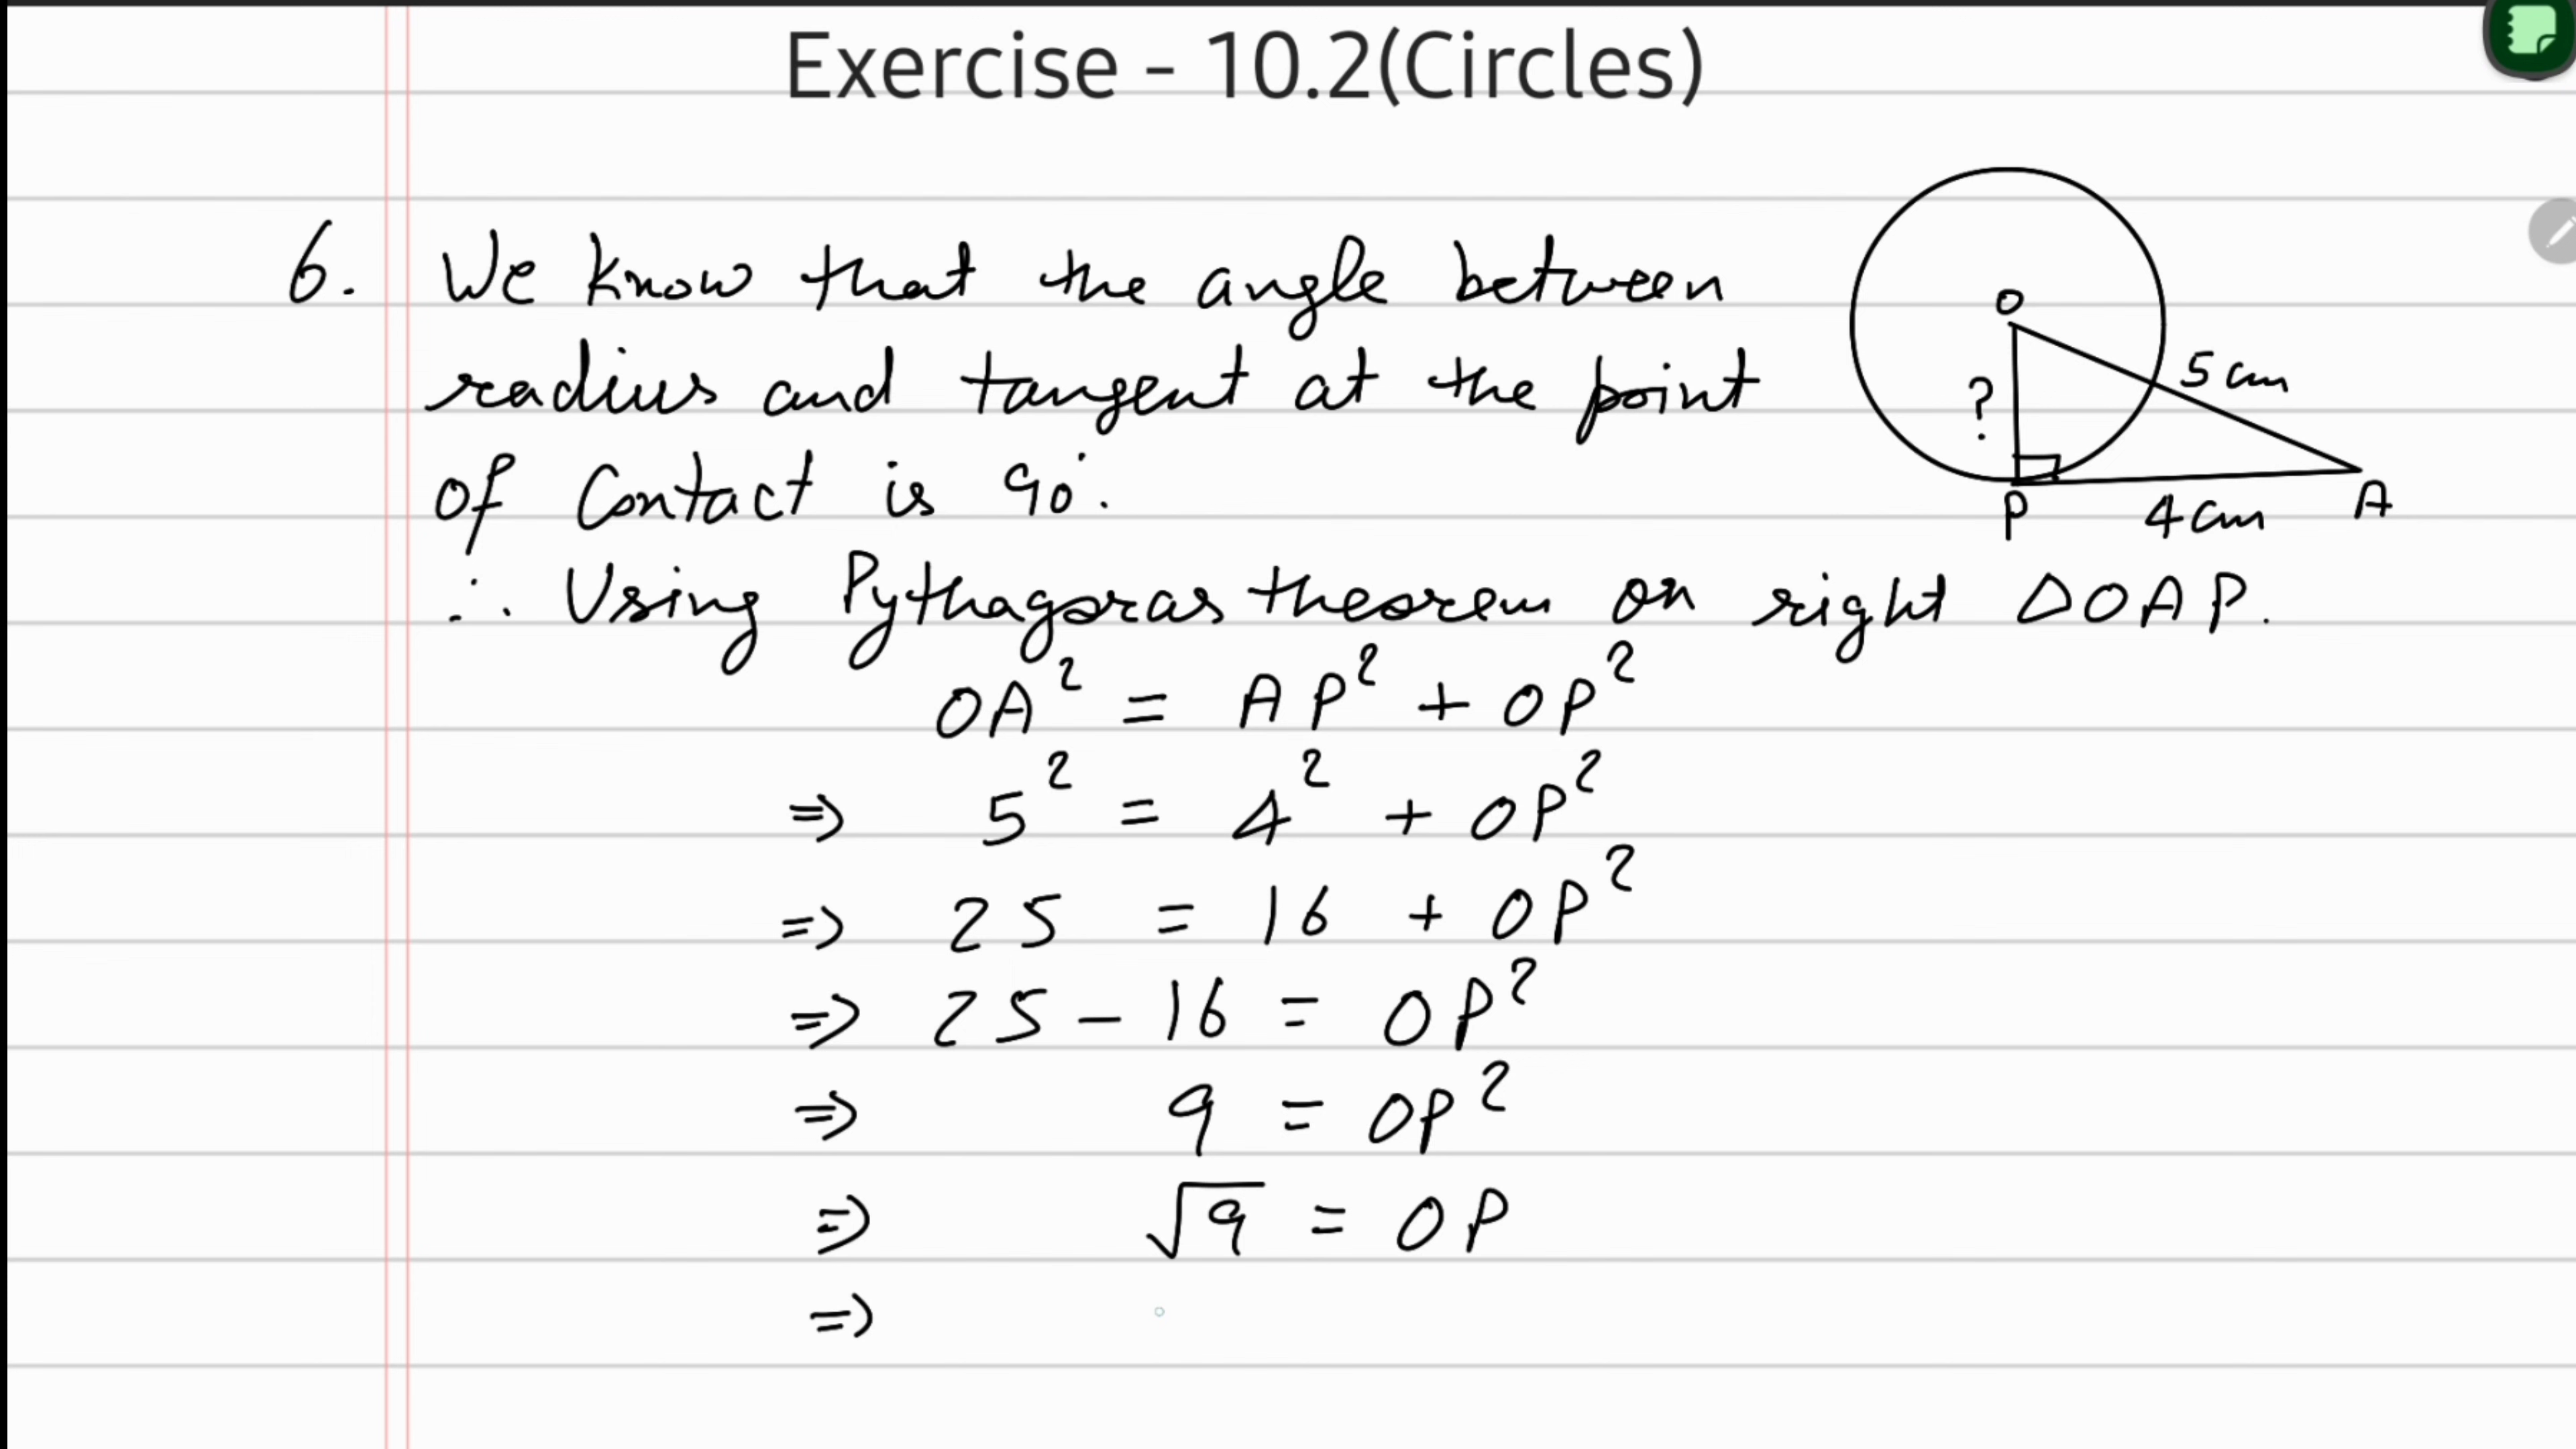 Exercise - 10.2(Circles)
6. We know that the angle between
radius and tangent at the point
of Contact is 90°.
∴ Using Pythagoras theorem on right ΔOAP.
OA² = AP² + OP²
⇒ 5² = 4² + OP²
⇒ 25 = 16 + OP²
⇒ 25 - 16 = OP²
⇒ 9 = OP²
⇒ √9 = OP
⇒
O
?
5 cm
P
4 cm
A